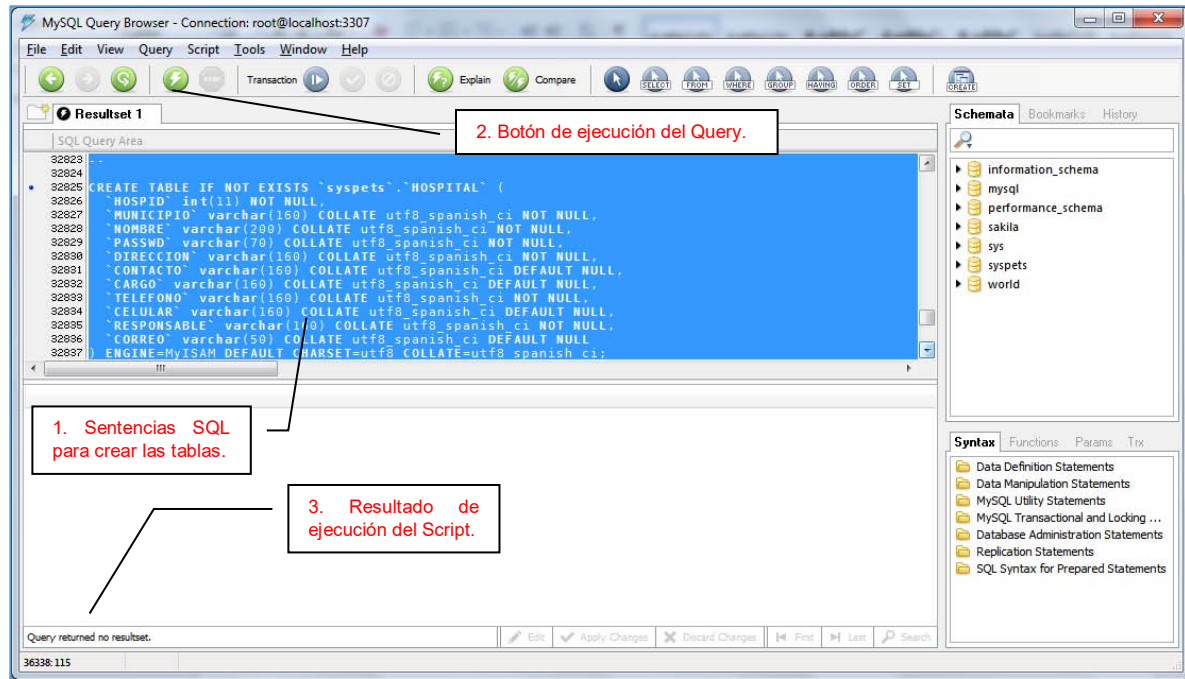 MySQL Query Browser - Connection: root@localhost:3307
File Edit View Query Script Tools Window Help
Transaction Explain Compare SELECT FROM WHERE GROUP HAVING ORDER SET CREATE
Resultset 1
SQL Query Area
2. Botón de ejecución del Query.
32823 --
32824
32825 CREATE TABLE IF NOT EXISTS `syspets`.`HOSPITAL` (
32826 `HOSPID` int(11) NOT NULL,
32827 `MUNICIPIO` varchar(160) COLLATE utf8_spanish_ci NOT NULL,
32828 `NOMBRE` varchar(200) COLLATE utf8_spanish_ci NOT NULL,
32829 `PASSWD` varchar(70) COLLATE utf8_spanish_ci NOT NULL,
32830 `DIRECCION` varchar(160) COLLATE utf8_spanish_ci NOT NULL,
32831 `CONTACTO` varchar(160) COLLATE utf8_spanish_ci DEFAULT NULL,
32832 `CARGO` varchar(160) COLLATE utf8_spanish_ci DEFAULT NULL,
32833 `TELEFONO` varchar(160) COLLATE utf8_spanish_ci NOT NULL,
32834 `CELULAR` varchar(160) COLLATE utf8_spanish_ci DEFAULT NULL,
32835 `RESPONSABLE` varchar(160) COLLATE utf8_spanish_ci NOT NULL,
32836 `CORREO` varchar(50) COLLATE utf8_spanish_ci DEFAULT NULL
32837 ) ENGINE=MyISAM DEFAULT CHARSET=utf8 COLLATE=utf8_spanish_ci;
1. Sentencias SQL
para crear las tablas.
3. Resultado de
ejecución del Script.
Query returned no resultset.
Edit Apply Changes Discard Changes First Last Search
36338:115
Schemata Bookmarks History
information_schema
mysql
performance_schema
sakila
sys
syspets
world
Syntax Functions Params Trx
Data Definition Statements
Data Manipulation Statements
MySQL Utility Statements
MySQL Transactional and Locking ...
Database Administration Statements
Replication Statements
SQL Syntax for Prepared Statements